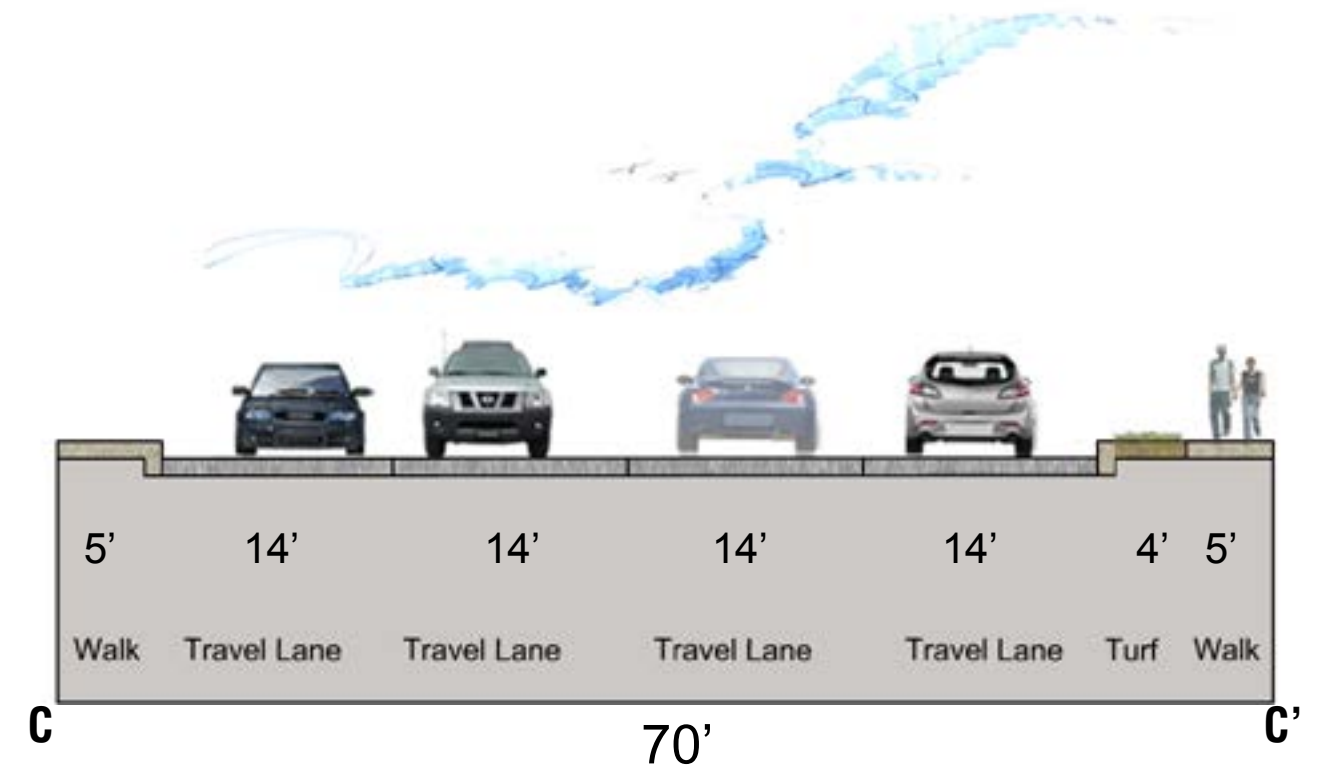 5’ 14’ 14’ 14’ 14’ 4’ 5’
Walk Travel Lane Travel Lane Travel Lane Travel Lane Turf Walk
C C’
70’